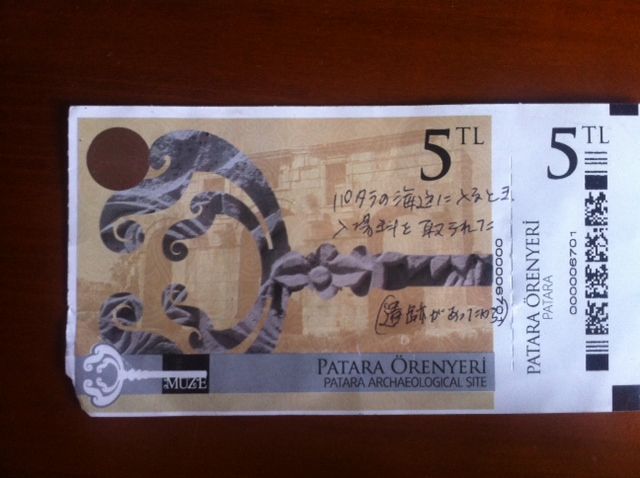 5TL
パタラの海辺に入るとき
入場料を取られた
(遺跡があったから)
000006701
MÜZE
PATARA ÖRENYERİ
PATARA ARCHAEOLOGICAL SITE
5TL
PATARA ÖRENYERİ
PATARA
000006701